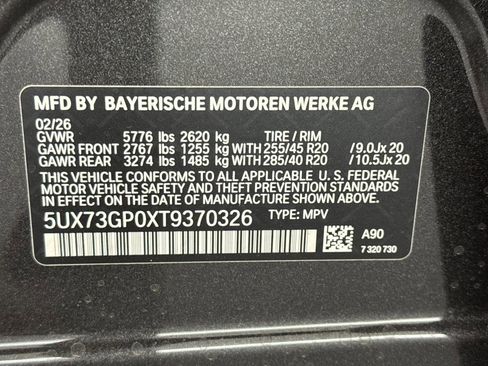 MFD BY BAYERISCHE MOTOREN WERKE AG
02/26
GVWR 5776 lbs 2620 kg TIRE / RIM
GAWR FRONT 2767 lbs 1255 kg WITH 255/45 R20 / 9.0Jx 20
GAWR REAR 3274 lbs 1485 kg WITH 285/40 R20 / 10.5Jx 20
THIS VEHICLE CONFORMS TO ALL APPLICABLE U. S. FEDERAL
MOTOR VEHICLE SAFETY AND THEFT PREVENTION STANDARDS
IN EFFECT ON THE DATE OF MANUFACTURE SHOWN ABOVE.
5UX73GP0XT9370326 TYPE: MPV
A90
7 320 730